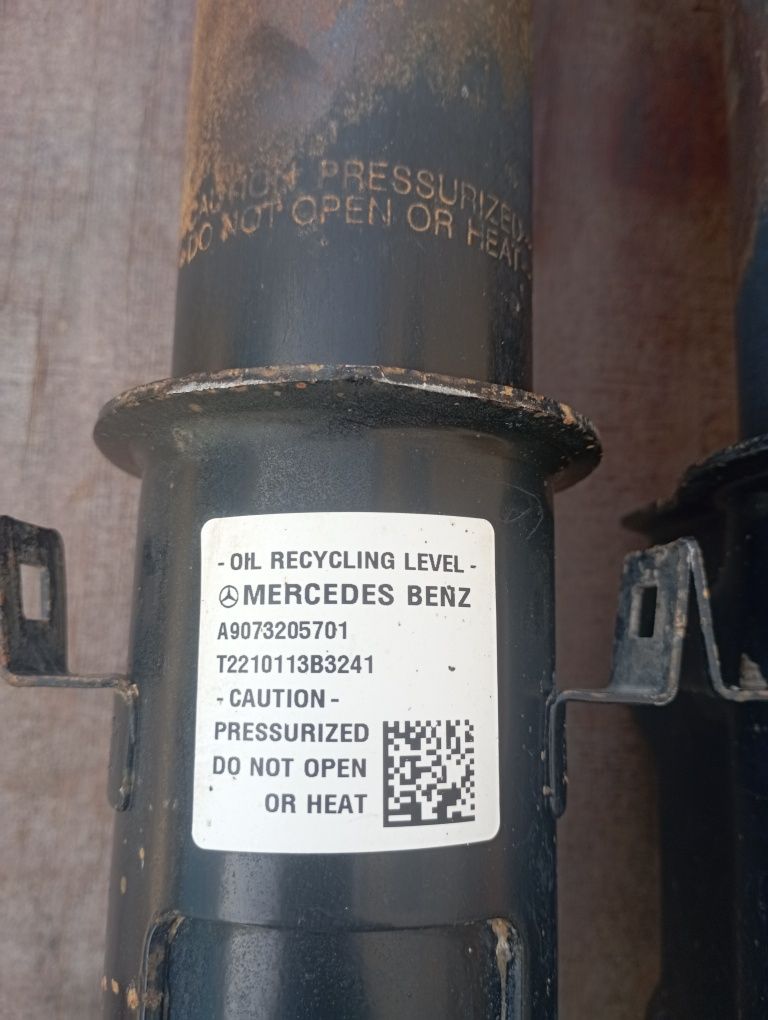 CAUTION PRESSURIZED
DO NOT OPEN OR HEAT
- OIL RECYCLING LEVEL -
MERCEDES BENZ
A9073205701
T2210113B3241
- CAUTION -
PRESSURIZED
DO NOT OPEN
OR HEAT